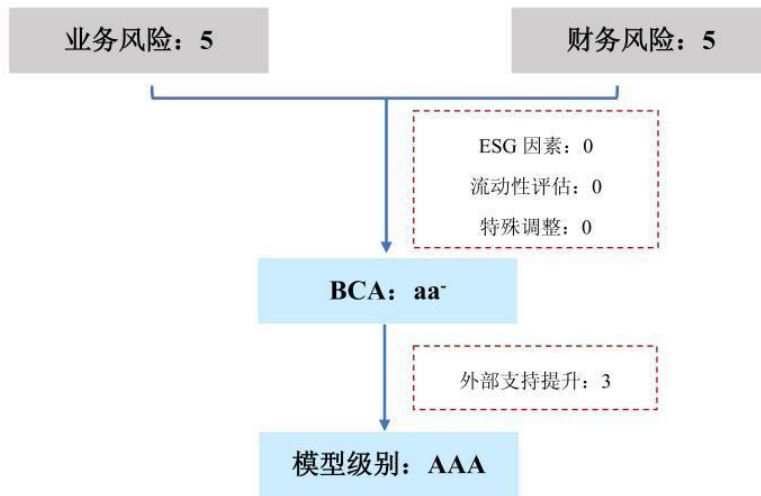 业务风险：5
财务风险：5
ESG 因素：0
流动性评估：0
特殊调整：0
BCA：aa⁻
外部支持提升：3
模型级别：AAA